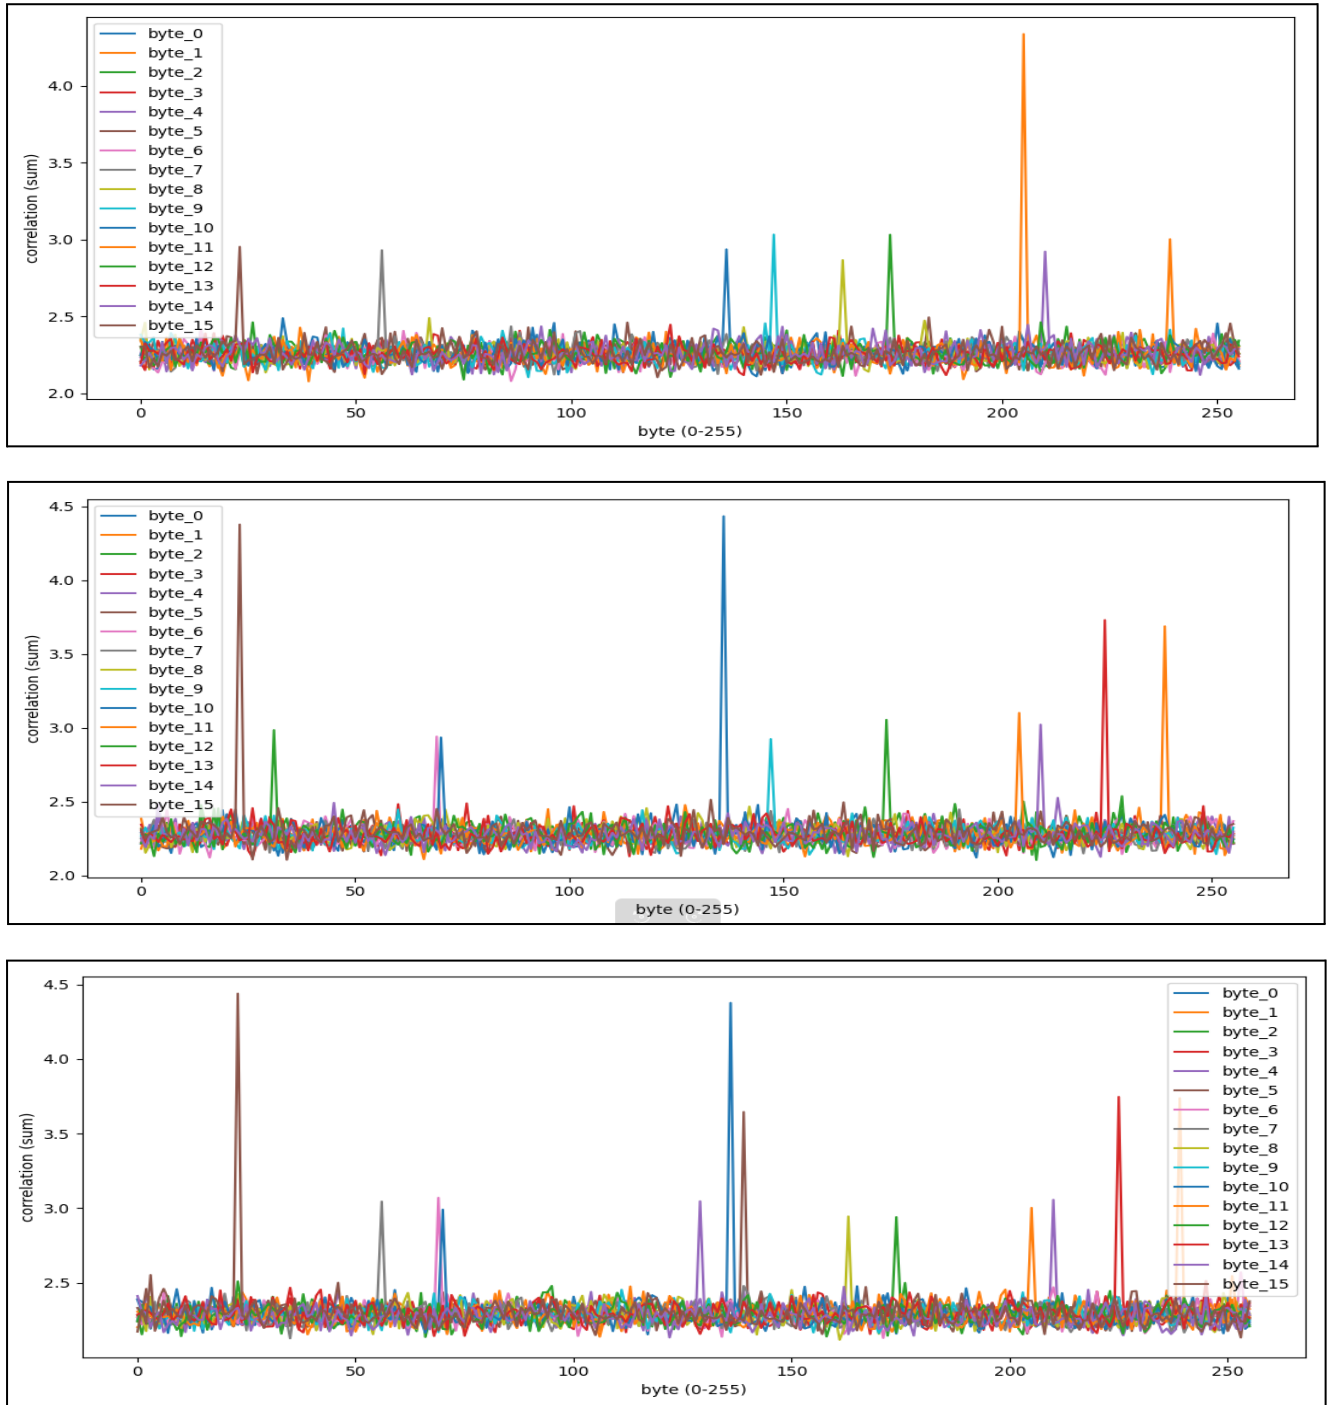 byte_0
byte_1
byte_2
byte_3
byte_4
byte_5
byte_6
byte_7
byte_8
byte_9
byte_10
byte_11
byte_12
byte_13
byte_14
byte_15
4.0
3.5
3.0
2.5
2.0
correlation (sum)
0 50 100 150 200 250
byte (0-255)
4.5
4.0
3.5
3.0
2.5
2.0
correlation (sum)
byte_0
byte_1
byte_2
byte_3
byte_4
byte_5
byte_6
byte_7
byte_8
byte_9
byte_10
byte_11
byte_12
byte_13
byte_14
byte_15
0 50 100 150 200 250
byte (0-255)
4.5
4.0
3.5
3.0
2.5
correlation (sum)
byte_0
byte_1
byte_2
byte_3
byte_4
byte_5
byte_6
byte_7
byte_8
byte_9
byte_10
byte_11
byte_12
byte_13
byte_14
byte_15
0 50 100 150 200 250
byte (0-255)